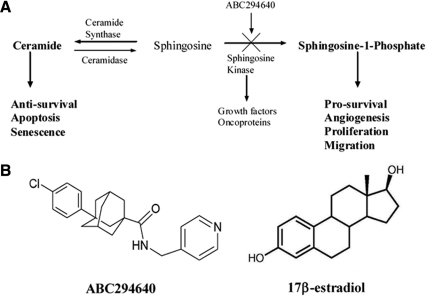 A
ABC294640
Ceramide
Synthase
Ceramide
Sphingosine
Sphingosine-1-Phosphate
Ceramidase
Sphingosine
Kinase
Anti-survival
Apoptosis
Senescence
Growth factors
Oncoproteins
Pro-survival
Angiogenesis
Proliferation
Migration
B
Cl
O
N
NH
OH
HO
ABC294640
17β-estradiol